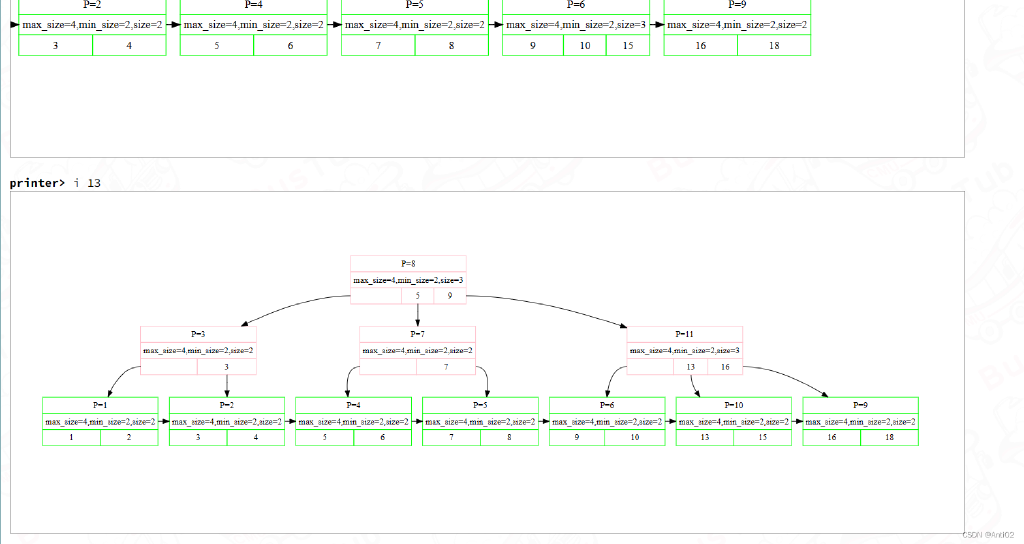 P=2 P=4 P=5 P=6 P=9
max_size=4,min_size=2,size=2 max_size=4,min_size=2,size=2 max_size=4,min_size=2,size=2 max_size=4,min_size=2,size=3 max_size=4,min_size=2,size=2
3 4 5 6 7 8 9 10 15 16 18
printer> i 13
P=8
max_size=4,min_size=2,size=3
5 9
P=3 P=7 P=11
max_size=4,min_size=2,size=2 max_size=4,min_size=2,size=2 max_size=4,min_size=2,size=3
3 7 13 16
P=1 P=2 P=4 P=5 P=6 P=10 P=9
max_size=4,min_size=2,size=2 max_size=4,min_size=2,size=2 max_size=4,min_size=2,size=2 max_size=4,min_size=2,size=2 max_size=4,min_size=2,size=2 max_size=4,min_size=2,size=2 max_size=4,min_size=2,size=2
1 2 3 4 5 6 7 8 9 10 13 15 16 18
CSDN